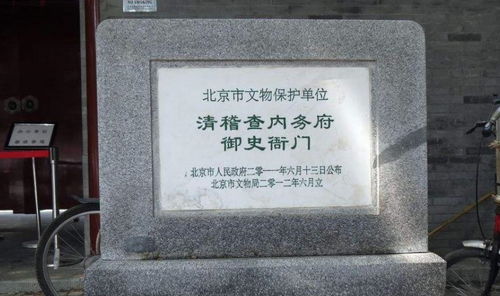 北京市文物保护单位
清稽查内务府
御史衙门
北京市人民政府二零一一年六月十三日公布
北京市文物局二零一二年六月立